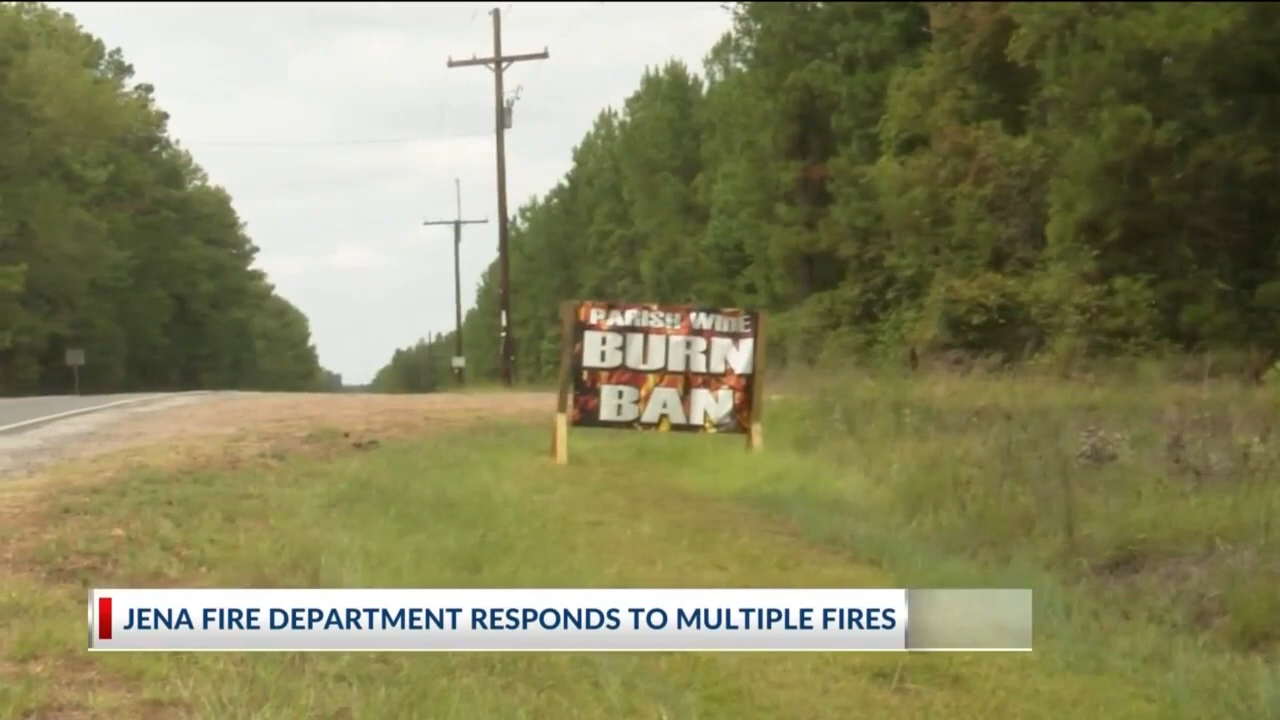 PARISH WIDE
BURN
BAN
JENA FIRE DEPARTMENT RESPONDS TO MULTIPLE FIRES